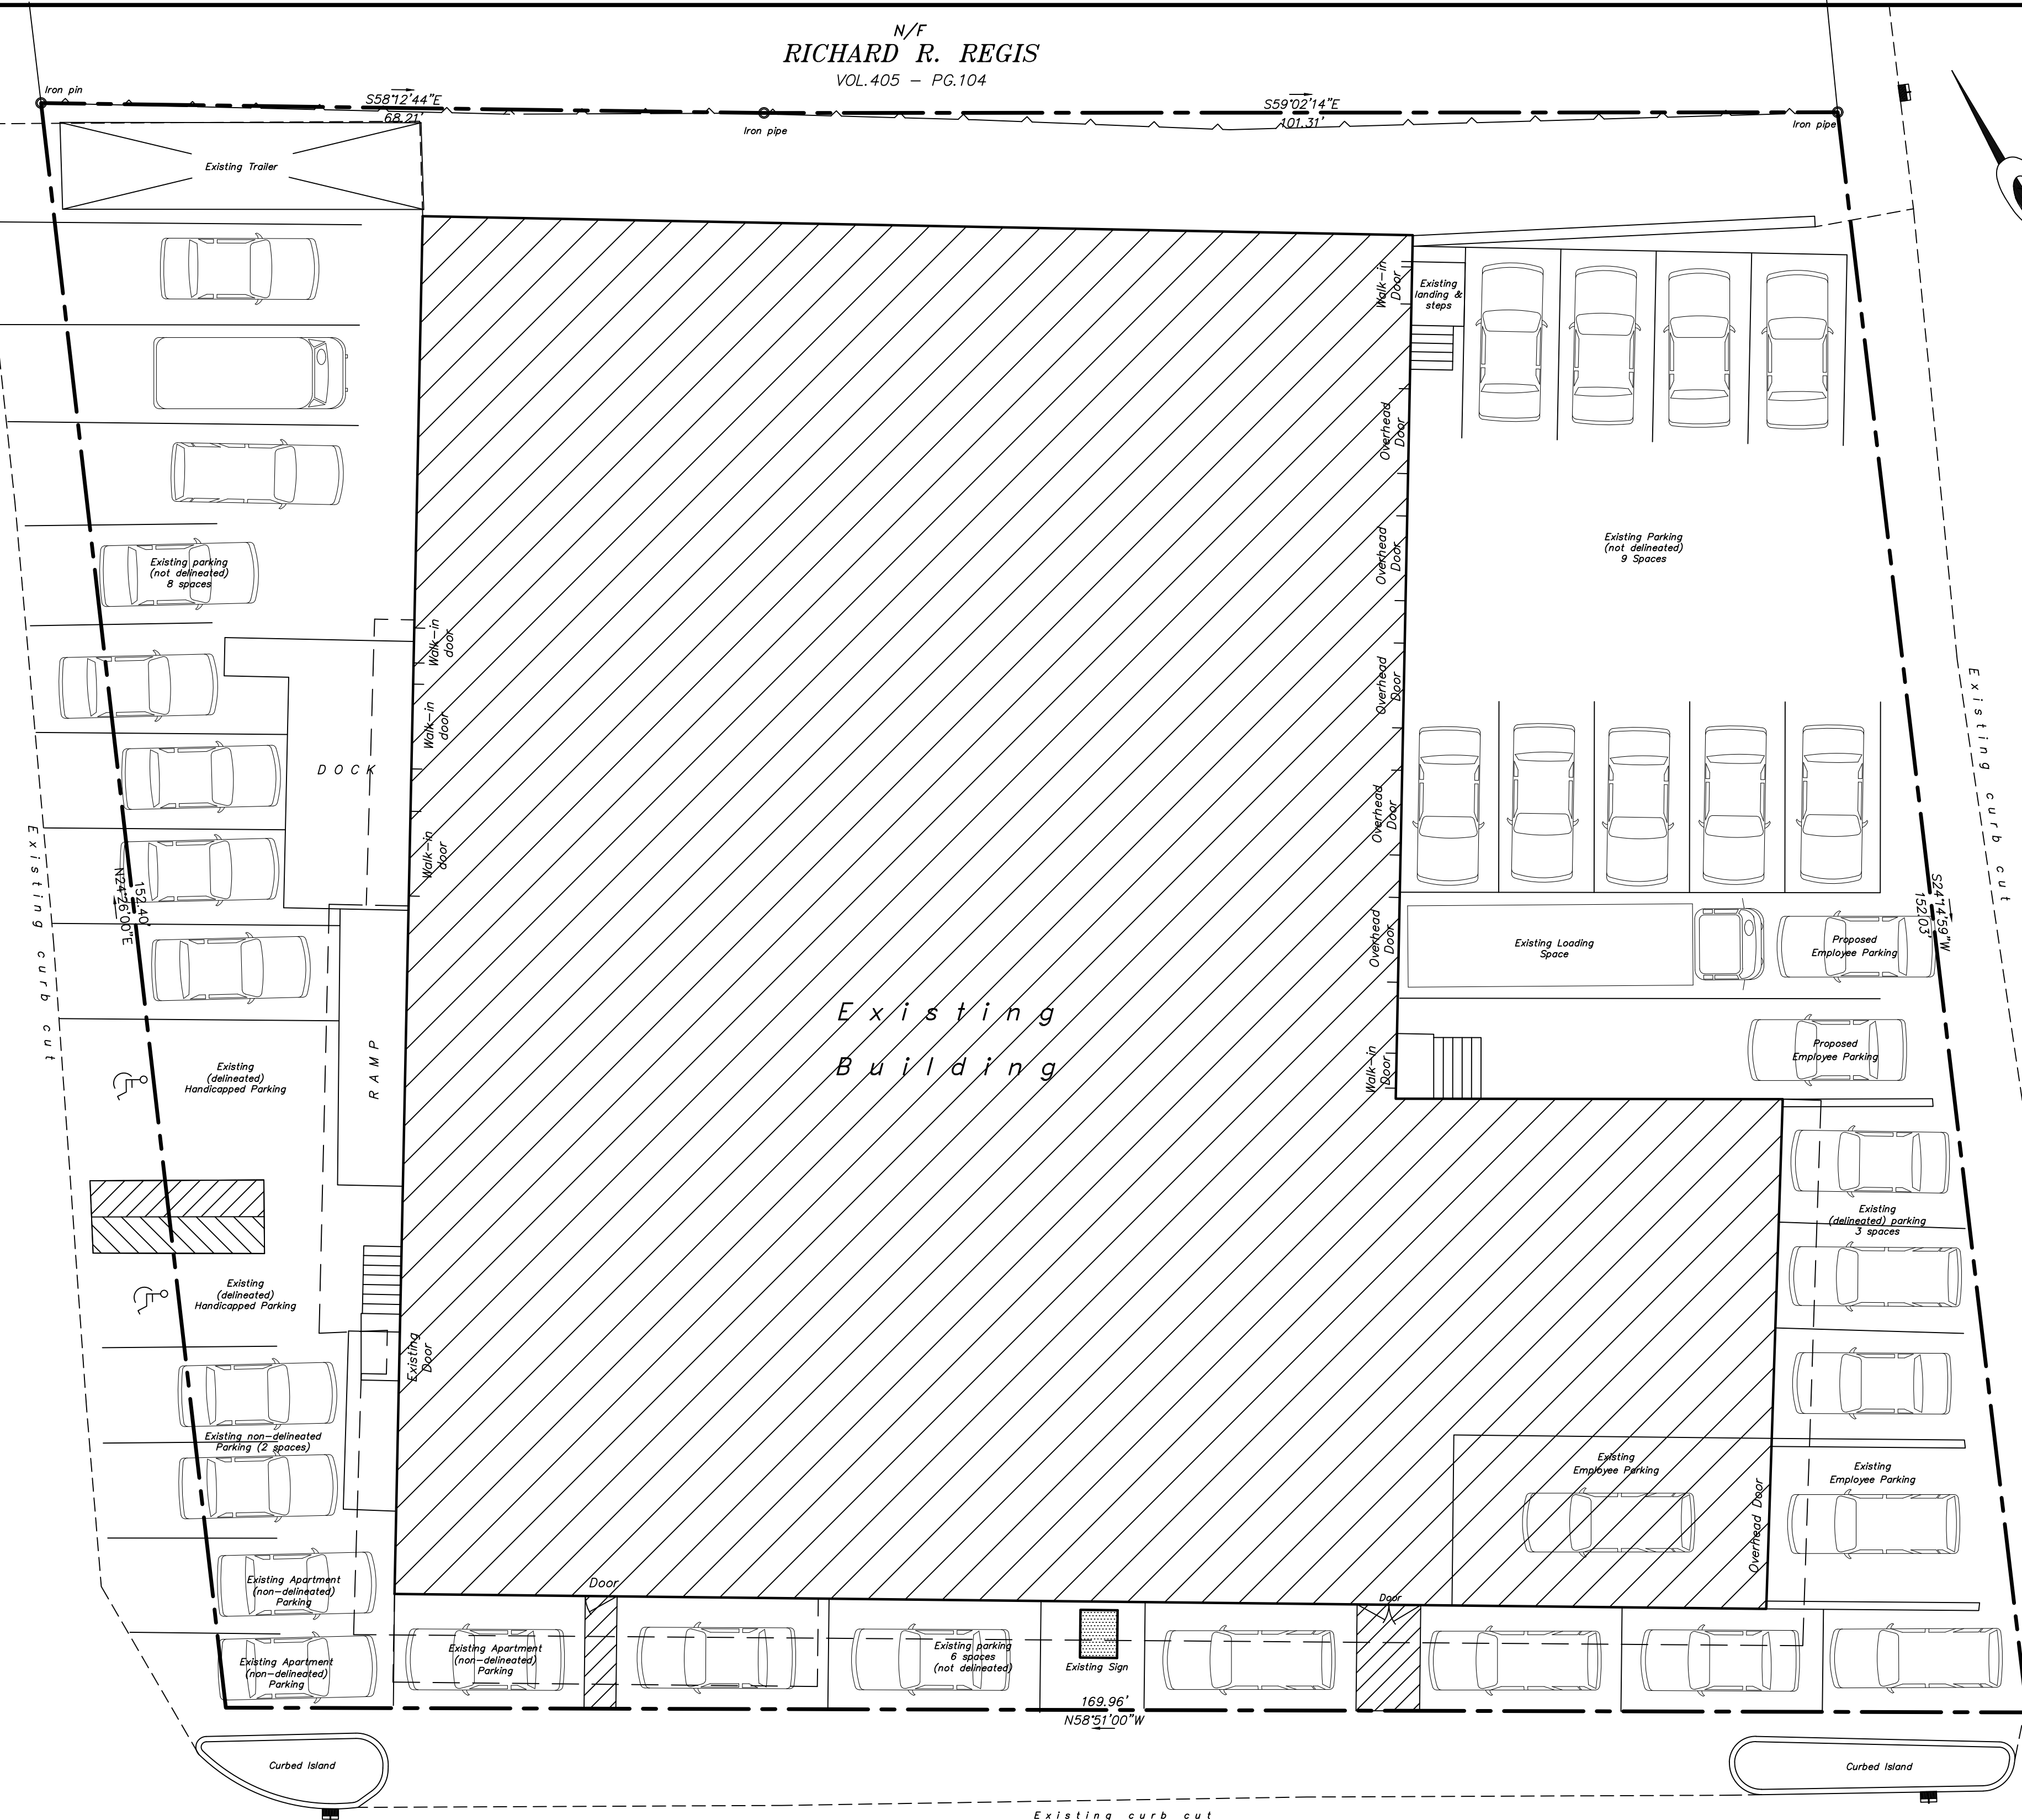 N/F
RICHARD R. REGIS
VOL.405 – PG.104
Iron pin
S58°12'44"E
68.21'
Iron pipe
S59°02'14"E
101.31'
Iron pipe
Existing Trailer
Walk-in
Door
Existing
landing &
steps
Overhead
Door
Existing Parking
(not delineated)
9 Spaces
Overhead
Door
Existing parking
(not delineated)
8 spaces
Walk-in
door
Overhead
Door
Existing curb cut
Walk-in
door
DOCK
Overhead
Door
Walk-in
door
Existing curb cut
152.40'
N24°26'00"E
Overhead
Door
Existing Loading
Space
Proposed
Employee Parking
S24°14'59"W
152.03'
Existing
Building
Proposed
Employee Parking
Walk-in
Door
RAMP
Existing
(delineated)
Handicapped Parking
Existing
(delineated) parking
3 spaces
Existing
(delineated)
Handicapped Parking
Existing
Door
Existing non-delineated
Parking (2 spaces)
Existing
Employee Parking
Existing
Employee Parking
Overhead Door
Existing Apartment
(non-delineated)
Parking
Door
Door
Existing Apartment
(non-delineated)
Parking
Existing Apartment
(non-delineated)
Parking
Existing parking
6 spaces
(not delineated)
Existing Sign
169.96'
N58°51'00"W
Curbed Island
Curbed Island
Existing curb cut